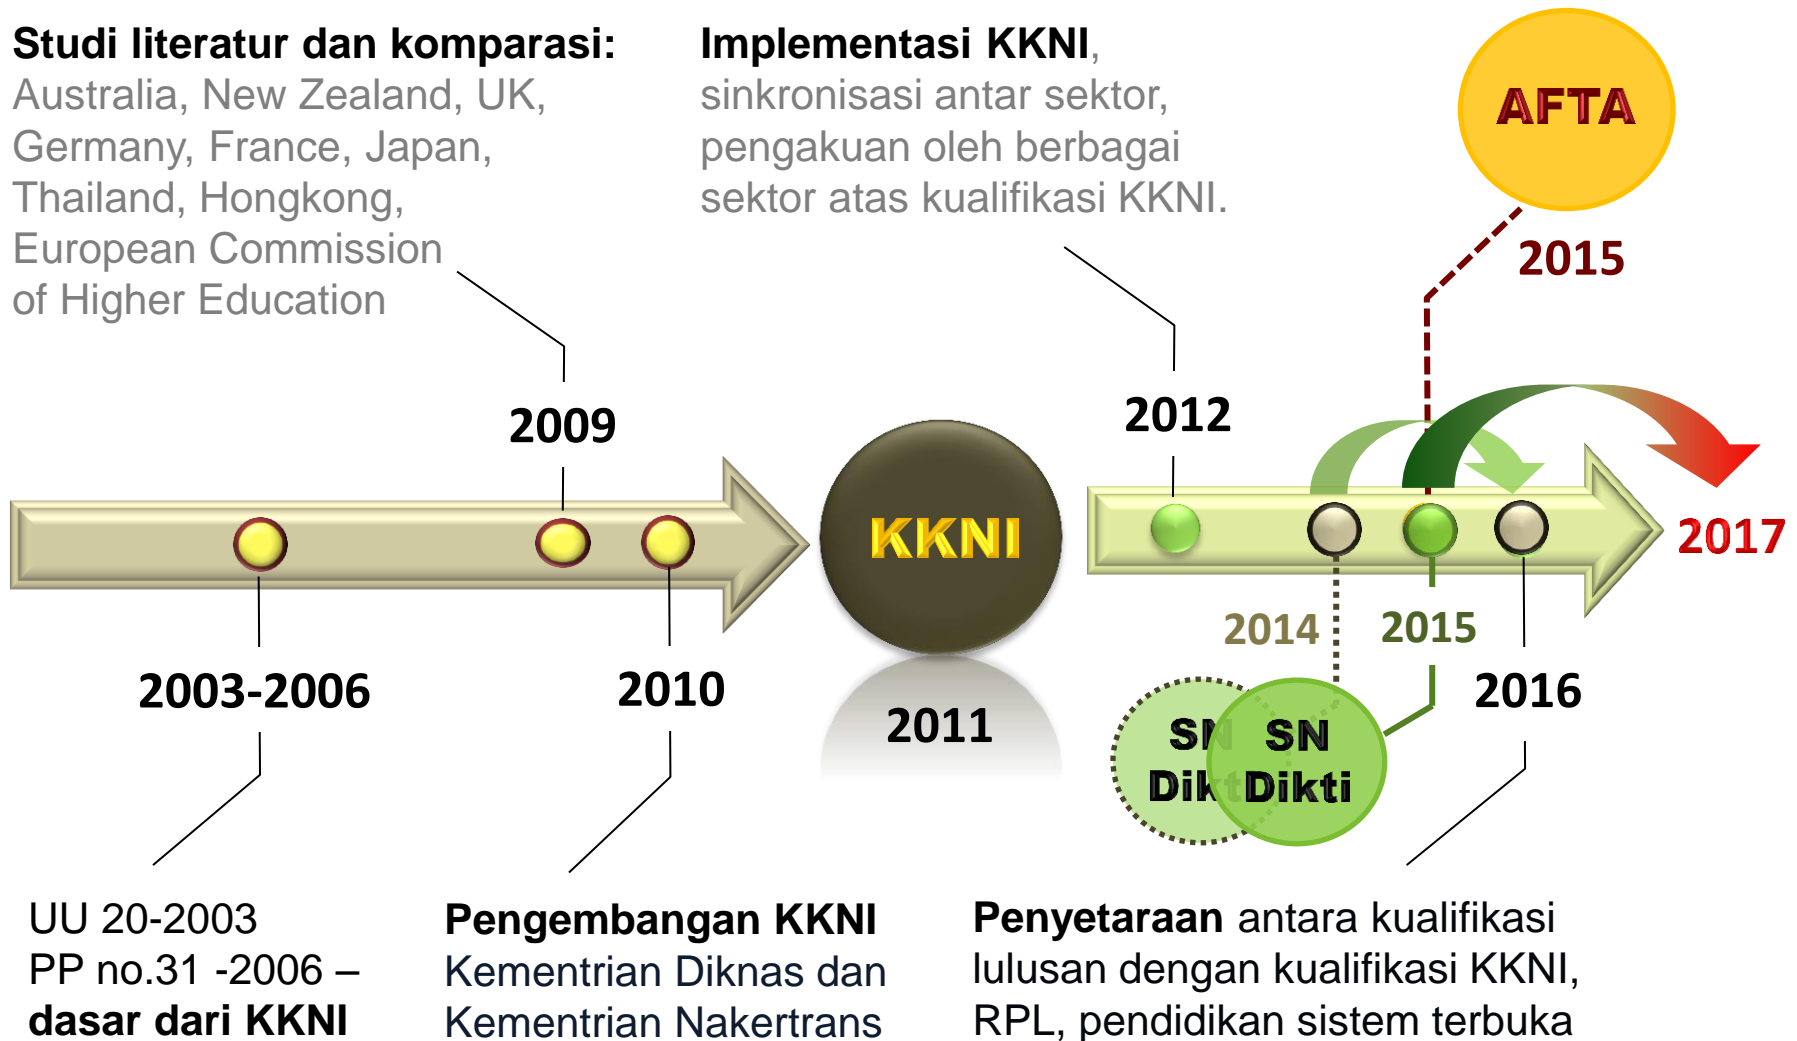 Studi literatur dan komparasi:
Australia, New Zealand, UK,
Germany, France, Japan,
Thailand, Hongkong,
European Commission
of Higher Education
Implementasi KKNI,
sinkronisasi antar sektor,
pengakuan oleh berbagai
sektor atas kualifikasi KKNI.
AFTA
2015
2009
2012
KKNI
2017
2014
2015
2003-2006
2010
2011
2016
SN
Dikt
SN
Dikti
UU 20-2003
PP no.31 -2006 –
dasar dari KKNI
Pengembangan KKNI
Kementrian Diknas dan
Kementrian Nakertrans
Penyetaraan antara kualifikasi
lulusan dengan kualifikasi KKNI,
RPL, pendidikan sistem terbuka